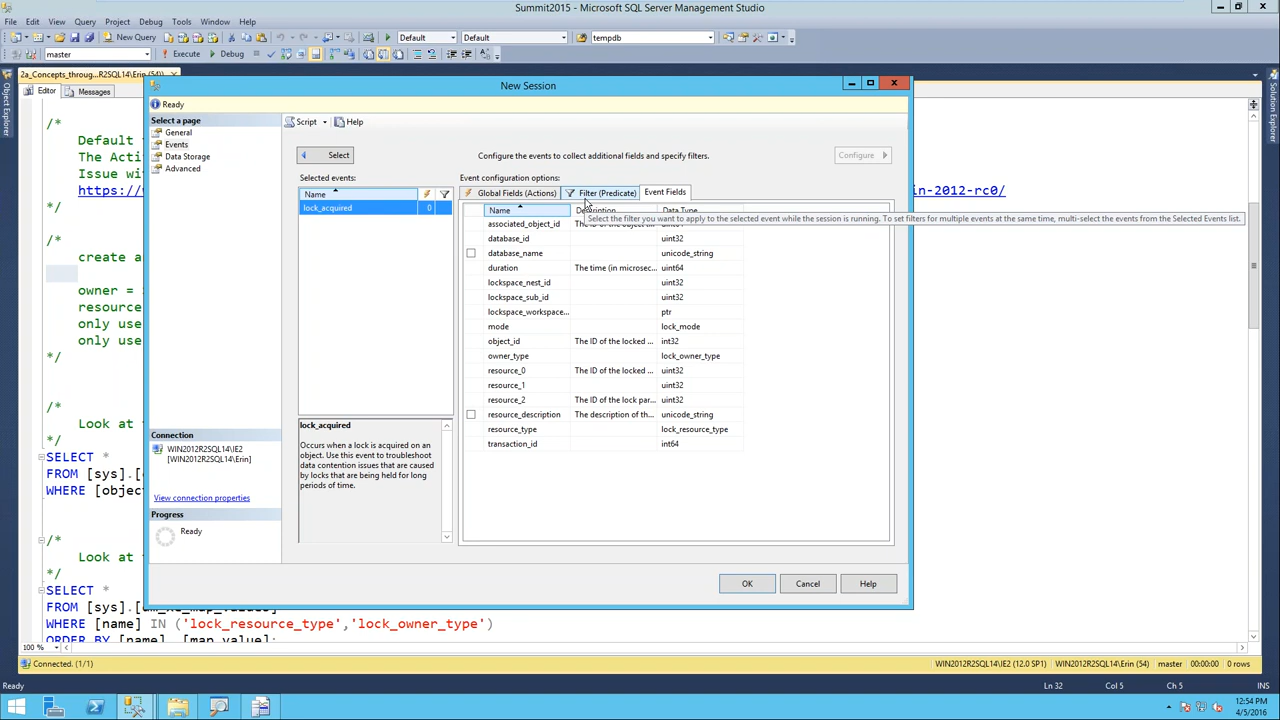 Summit2015 - Microsoft SQL Server Management Studio
File Edit View Query Project Debug Tools Window Help
New Query Default Default tempdb
master Execute Debug
2a_Concepts_throug...R2SQL14\Erin (54))
Editor Messages
Object Explorer
Solution Explorer
/*
Default
The Acti
Issue wi
https:/
in-2012-rc0/
*/
/*
create a
owner =
resource
only use
only use
*/
/*
Look at
*/
SELECT *
FROM [sys].
WHERE [object
/*
Look at
*/
SELECT *
WHERE [name] IN ('lock_resource_type','lock_owner_type')
ORDER BY [name], [map_value];
New Session
Ready
Select a page
General
Events
Data Storage
Advanced
Script Help
Select
Configure the events to collect additional fields and specify filters.
Configure
Selected events:
Name
lock_acquired 0
Event configuration options:
Global Fields (Actions) Filter (Predicate) Event Fields
Name Description Data Type
Select the filter you want to apply to the selected event while the session is running. To set filters for multiple events at the same time, multi-select the events from the Selected Events list.
associated_object_id
database_id uint32
database_name unicode_string
duration The time (in microsec... uint64
lockspace_nest_id uint32
lockspace_sub_id uint32
lockspace_workspace... ptr
mode lock_mode
object_id The ID of the locked ... int32
owner_type lock_owner_type
resource_0 The ID of the locked ... uint32
resource_1 uint32
resource_2 The ID of the lock par... uint32
resource_description The description of th... unicode_string
resource_type lock_resource_type
transaction_id int64
lock_acquired
Occurs when a lock is acquired on an
object. Use this event to troubleshoot
data contention issues that are caused
by locks that are being held for long
periods of time.
Connection
WIN2012R2SQL14\IE2
[WIN2012R2SQL14\Erin]
View connection properties
Progress
Ready
OK Cancel Help
100 %
Connected. (1/1) WIN2012R2SQL14\IE2 (12.0 SP1) WIN2012R2SQL14\Erin (54) master 00:00:00 0 rows
Ready Ln 32 Col 5 Ch 5 INS
12:54 PM
4/5/2016